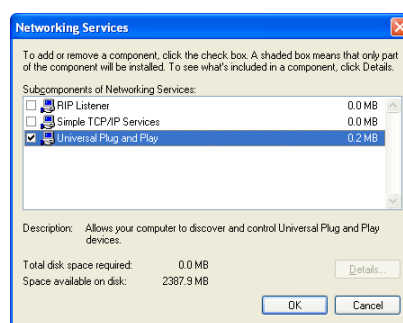 Networking Services
To add or remove a component, click the check box. A shaded box means that only part
of the component will be installed. To see what's included in a component, click Details.
Subcomponents of Networking Services:
RIP Listener 0.0 MB
Simple TCP/IP Services 0.0 MB
Universal Plug and Play 0.2 MB
Description: Allows your computer to discover and control Universal Plug and Play
devices.
Total disk space required: 0.0 MB
Details...
Space available on disk: 2387.9 MB
OK Cancel